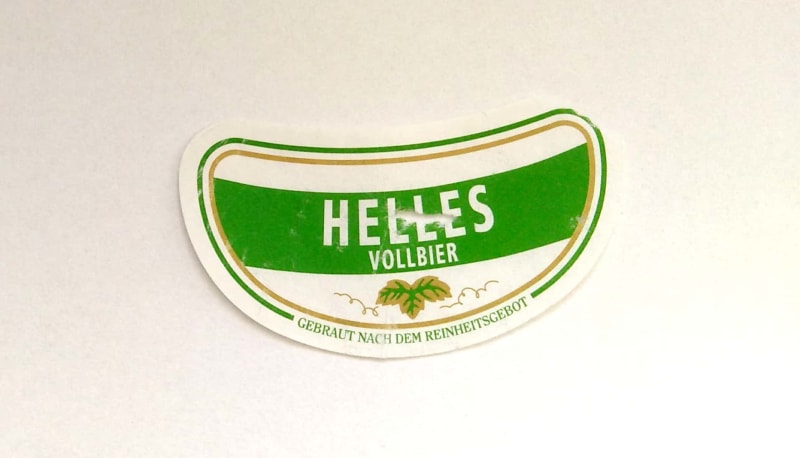 HELLES
VOLLBIER
GEBRAUT NACH DEM REINHEITSGEBOT